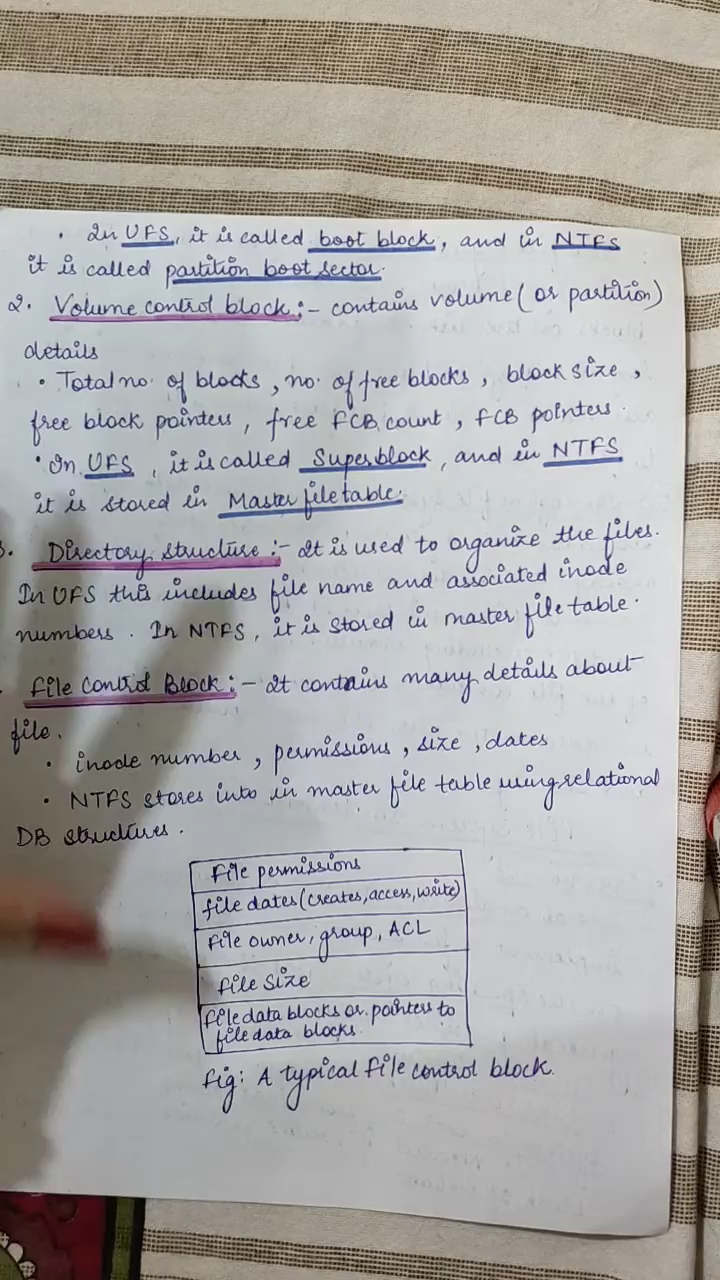 • In UFS, it is called boot block, and in NTFS
it is called partition boot sector.
2. Volume control block :- contains volume (or partition)
details
• Total no. of blocks, no. of free blocks, block size,
free block pointers, free FCB count, FCB pointers.
• In UFS, it is called Superblock, and in NTFS
it is stored in Master file table.
3. Directory structure :- It is used to organize the files.
In UFS this includes file name and associated inode
numbers. In NTFS, it is stored in master file table.
File Control Block :- It contains many details about
file.
• inode number, permissions, size, dates
• NTFS stores into in master file table using relational
DB structures.
File permissions
file dates (creates, access, write)
File owner, group, ACL
file size
file data blocks or pointers to
file data blocks.
fig: A typical file control block.